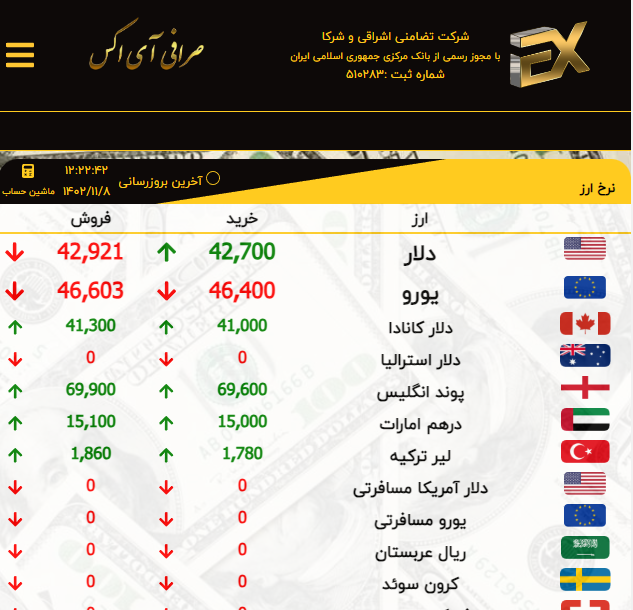 صرافی آی اکس
شرکت تضامنی اشراقی و شرکا
با مجوز رسمی از بانک مرکزی جمهوری اسلامی ایران
شماره ثبت :۵۱۰۲۸۳
EX
نرخ ارز
آخرین بروزرسانی
۱۲:۲۲:۴۲
۱۴۰۲/۱۱/۸
ماشین حساب
ارز خرید فروش
دلار 42,700 42,921
یورو 46,400 46,603
دلار کانادا 41,000 41,300
دلار استرالیا 0 0
پوند انگلیس 69,600 69,900
درهم امارات 15,000 15,100
لیر ترکیه 1,780 1,860
دلار آمریکا مسافرتی 0 0
یورو مسافرتی 0 0
ریال عربستان 0 0
کرون سوئد 0 0